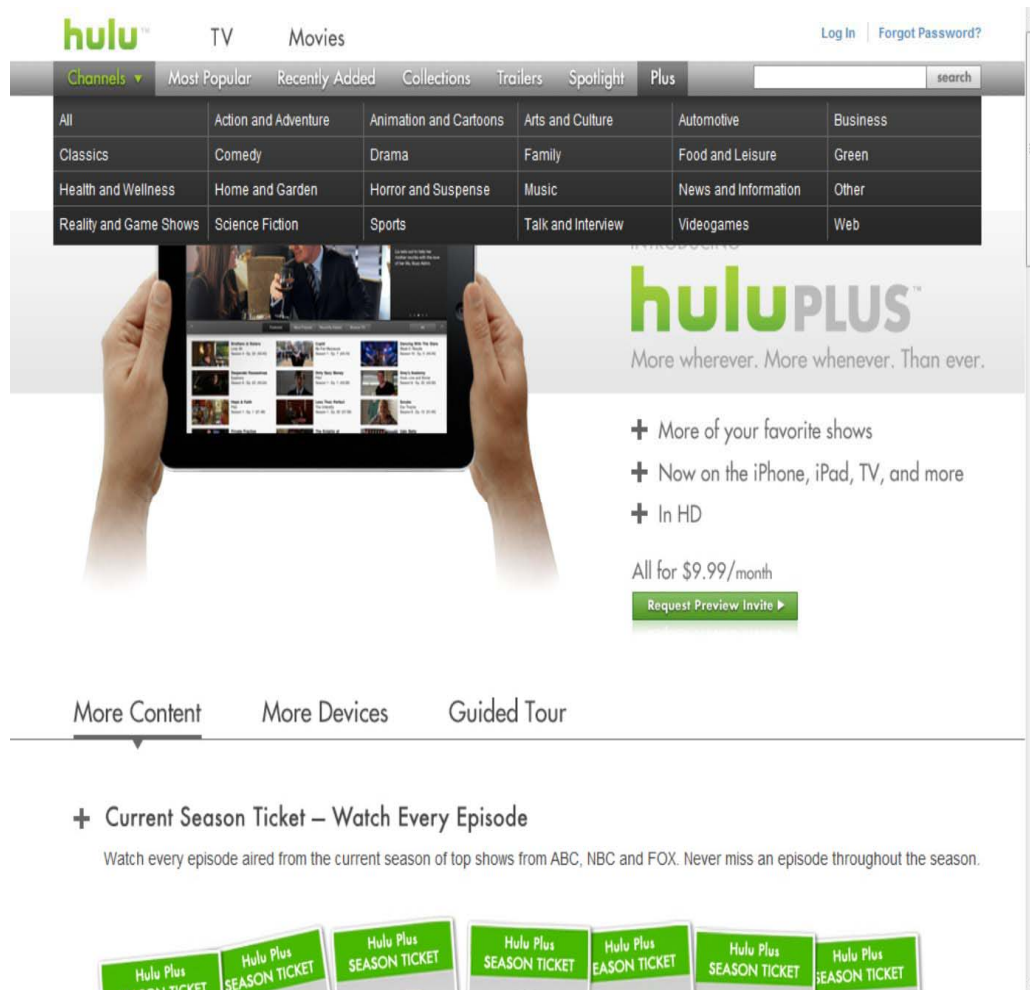 hulu™ TV Movies Log In Forgot Password?
Channels ▼ Most Popular Recently Added Collections Trailers Spotlight Plus search
All Action and Adventure Animation and Cartoons Arts and Culture Automotive Business
Classics Comedy Drama Family Food and Leisure Green
Health and Wellness Home and Garden Horror and Suspense Music News and Information Other
Reality and Game Shows Science Fiction Sports Talk and Interview Videogames Web
INTRODUCING
hulu PLUS™
More wherever. More whenever. Than ever.
+ More of your favorite shows
+ Now on the iPhone, iPad, TV, and more
+ In HD
All for $9.99/month
Request Preview Invite ►
More Content More Devices Guided Tour
+ Current Season Ticket – Watch Every Episode
Watch every episode aired from the current season of top shows from ABC, NBC and FOX. Never miss an episode throughout the season.
Hulu Plus Hulu Plus Hulu Plus Hulu Plus Hulu Plus Hulu Plus Hulu Plus
SEASON TICKET SEASON TICKET SEASON TICKET EASON TICKET SEASON TICKET SEASON TICKET